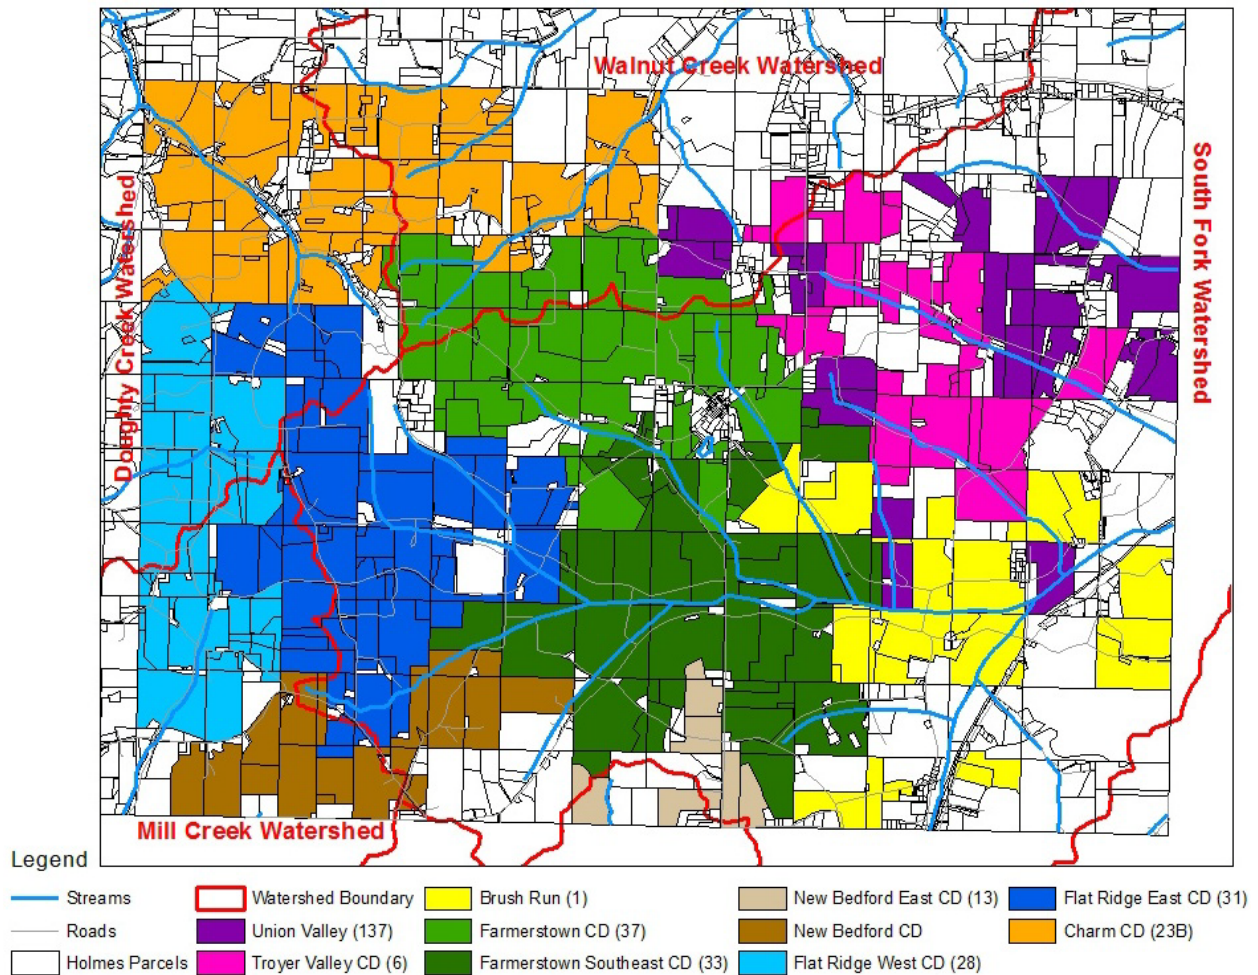 Walnut Creek Watershed
South Fork Watershed
Doughty Creek Watershed
Mill Creek Watershed
Legend
Streams
Roads
Holmes Parcels
Watershed Boundary
Union Valley (137)
Troyer Valley CD (6)
Brush Run (1)
Farmerstown CD (37)
Farmerstown Southeast CD (33)
New Bedford East CD (13)
New Bedford CD
Flat Ridge West CD (28)
Flat Ridge East CD (31)
Charm CD (23B)